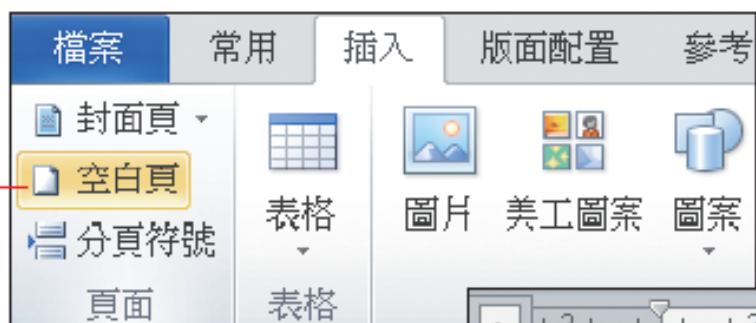 檔案 常用 插入 版面配置 參考
封面頁
空白頁
分頁符號
表格 圖片 美工圖案 圖案
頁面 表格